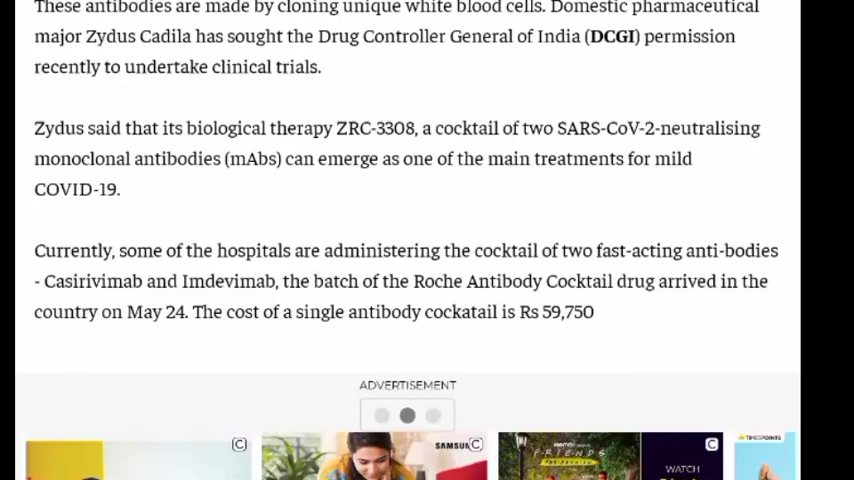 These antibodies are made by cloning unique white blood cells. Domestic pharmaceutical
major Zydus Cadila has sought the Drug Controller General of India (DCGI) permission
recently to undertake clinical trials.
Zydus said that its biological therapy ZRC-3308, a cocktail of two SARS-CoV-2-neutralising
monoclonal antibodies (mAbs) can emerge as one of the main treatments for mild
COVID-19.
Currently, some of the hospitals are administering the cocktail of two fast-acting anti-bodies
- Casirivimab and Imdevimab, the batch of the Roche Antibody Cocktail drug arrived in the
country on May 24. The cost of a single antibody cockatail is Rs 59,750
ADVERTISEMENT
SAMSUNG
FRIENDS
THE REUNION
WATCH
TIMESPOINTS